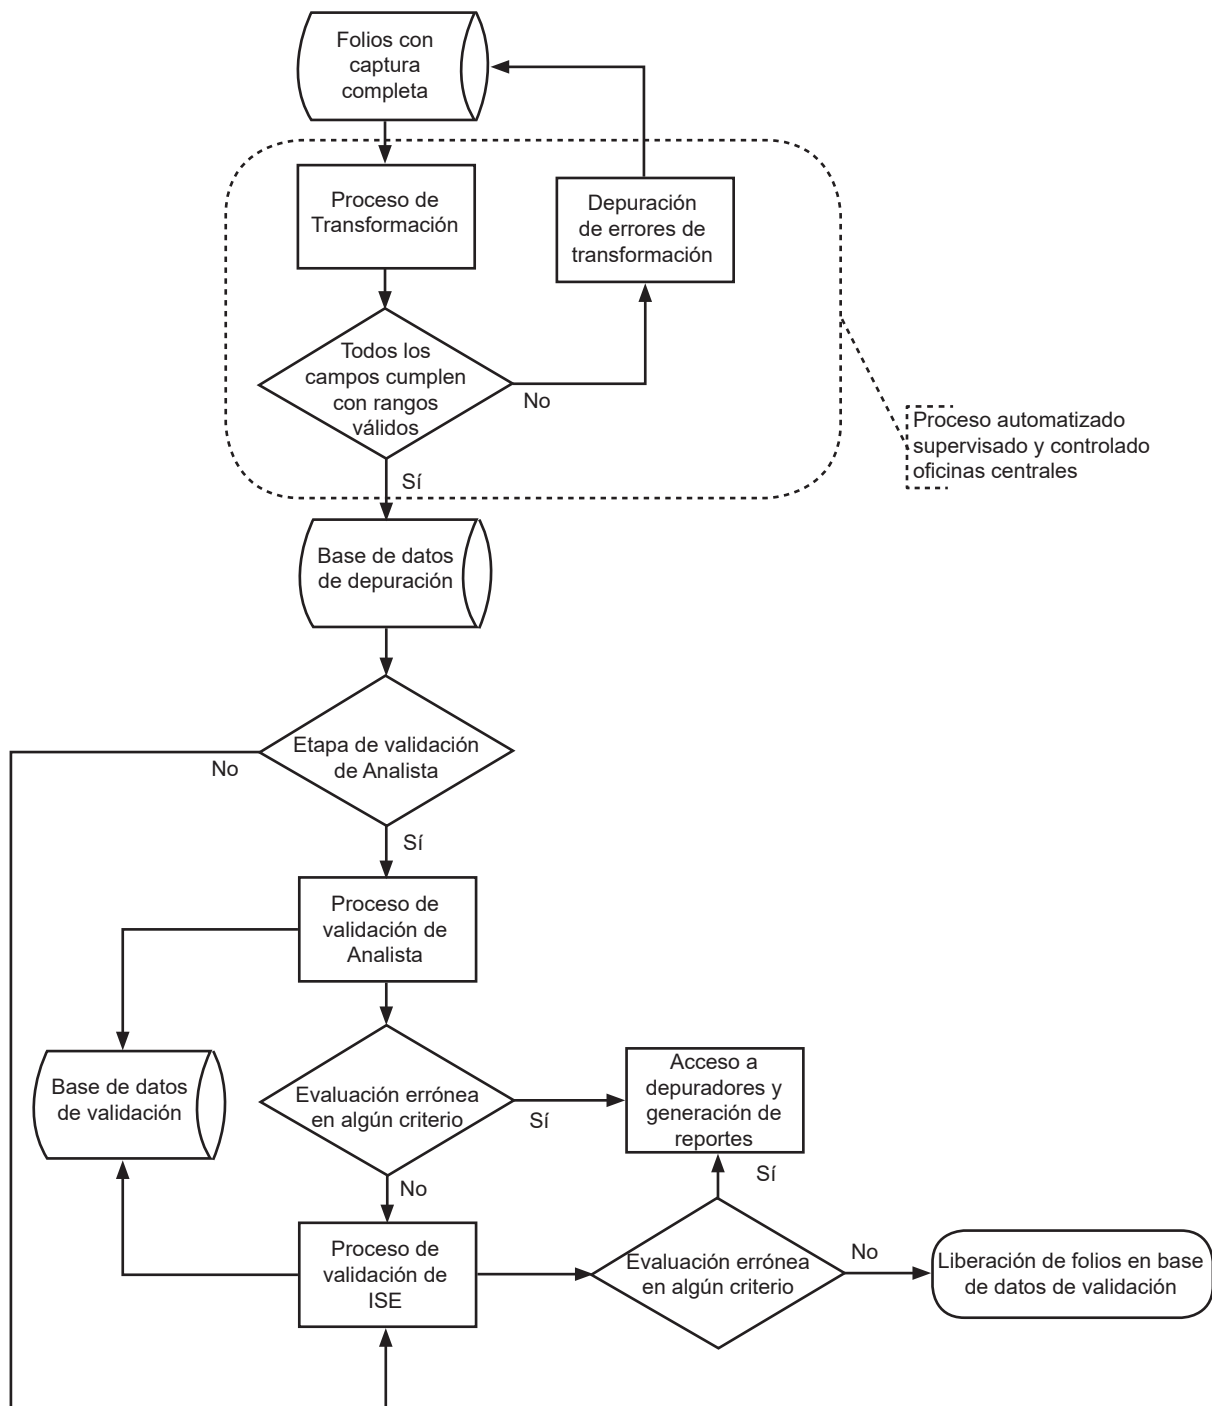 Folios con
captura
completa
Proceso de
Transformación
Depuración
de errores de
transformación
Todos los
campos cumplen
con rangos
válidos
No
Sí
Proceso automatizado
supervisado y controlado
oficinas centrales
Base de datos
de depuración
Etapa de validación
de Analista
No
Sí
Proceso de
validación de
Analista
Base de datos
de validación
Evaluación errónea
en algún criterio
Sí
No
Acceso a
depuradores y
generación de
reportes
Sí
Proceso de
validación de
ISE
Evaluación errónea
en algún criterio
No
Liberación de folios en base
de datos de validación